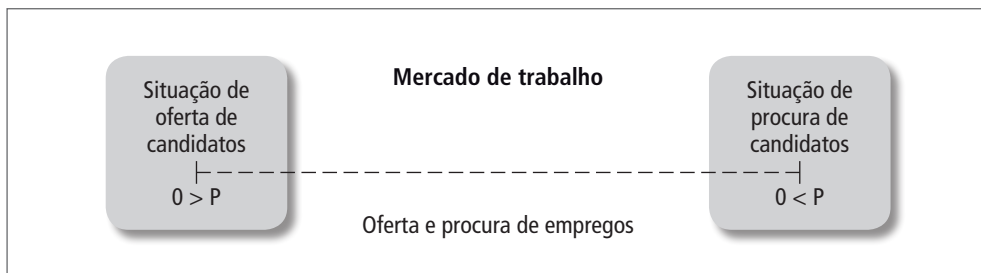 Mercado de trabalho
Situação de
oferta de
candidatos
0 > P
Situação de
procura de
candidatos
0 < P
Oferta e procura de empregos